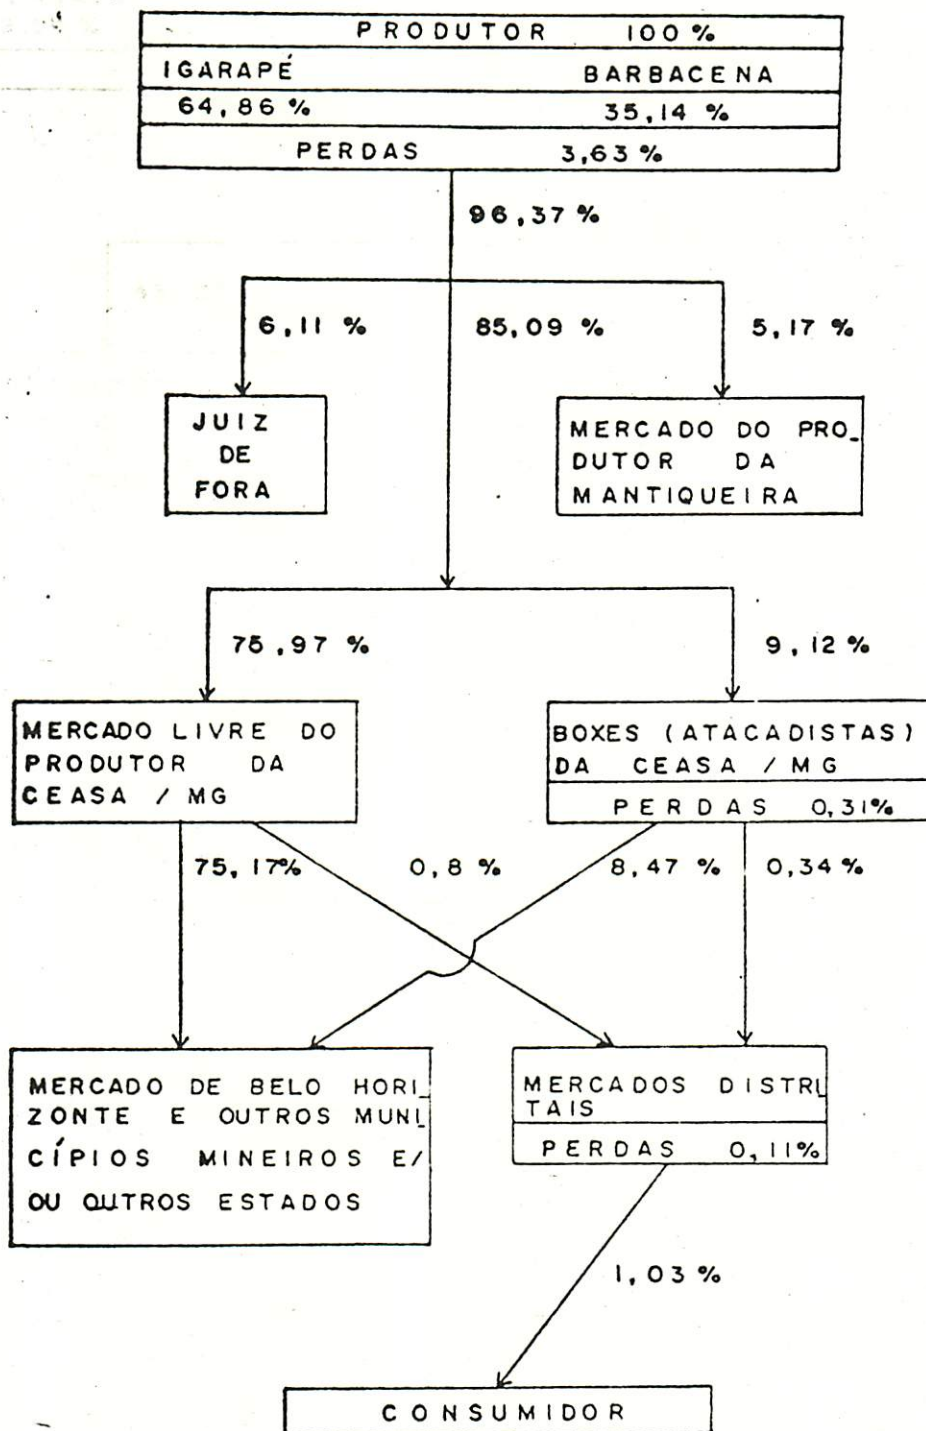 PRODUTOR 100%
IGARAPÉ BARBACENA
64,86 % 35,14 %
PERDAS 3,63 %
96,37 %
6,11 % 85,09 % 5,17 %
JUIZ
DE
FORA
MERCADO DO PRO_
DUTOR DA
MANTIQUEIRA
75,97 % 9,12 %
MERCADO LIVRE DO
PRODUTOR DA
CEASA / MG
BOXES (ATACADISTAS)
DA CEASA / MG
PERDAS 0,31%
75,17% 0,8 % 8,47 % 0,34 %
MERCADO DE BELO HORI_
ZONTE E OUTROS MUNI_
CÍPIOS MINEIROS E/
OU OUTROS ESTADOS
MERCADOS DISTRI_
TAIS
PERDAS 0,11%
1,03 %
CONSUMIDOR